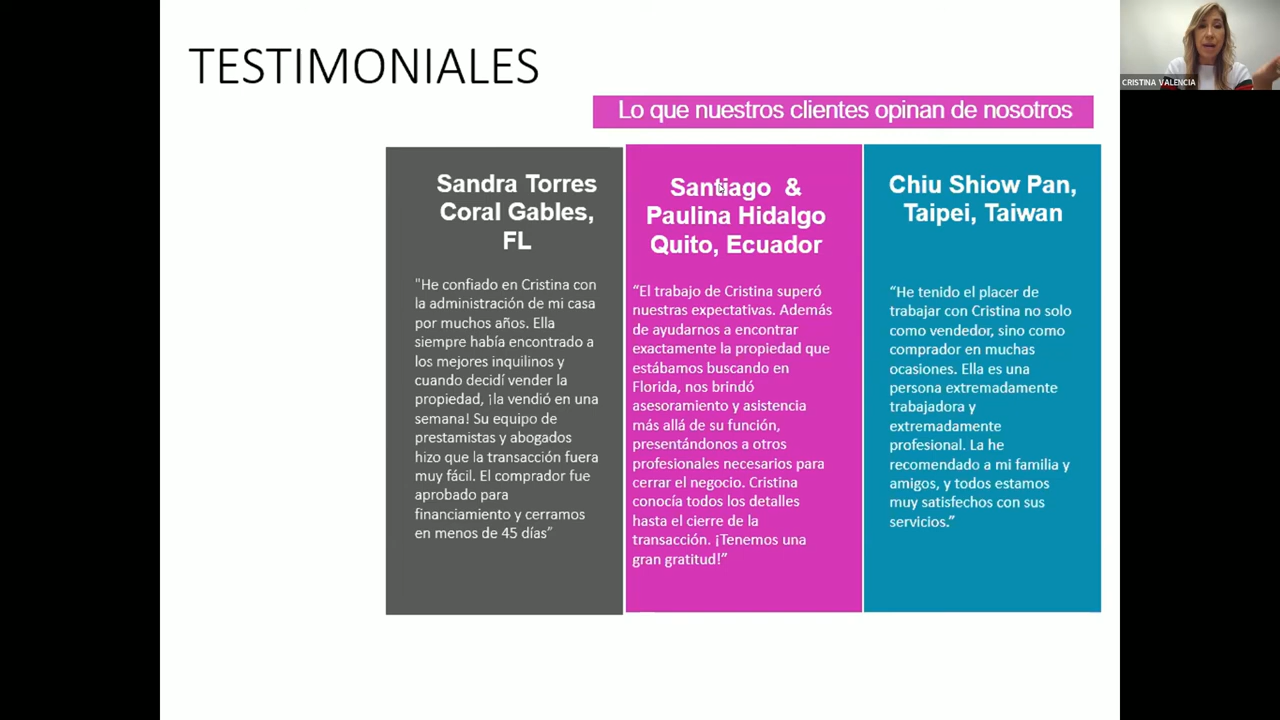 TESTIMONIALES
CRISTINA VALENCIA
Lo que nuestros clientes opinan de nosotros
Sandra Torres
Coral Gables,
FL
"He confiado en Cristina con
la administración de mi casa
por muchos años. Ella
siempre había encontrado a
los mejores inquilinos y
cuando decidí vender la
propiedad, ¡la vendió en una
semana! Su equipo de
prestamistas y abogados
hizo que la transacción fuera
muy fácil. El comprador fue
aprobado para
financiamiento y cerramos
en menos de 45 días”
Santiago & 
Paulina Hidalgo
Quito, Ecuador
“El trabajo de Cristina superó
nuestras expectativas. Además
de ayudarnos a encontrar
exactamente la propiedad que
estábamos buscando en
Florida, nos brindó
asesoramiento y asistencia
más allá de su función,
presentándonos a otros
profesionales necesarios para
cerrar el negocio. Cristina
conocía todos los detalles
hasta el cierre de la
transacción. ¡Tenemos una
gran gratitud!”
Chiu Shiow Pan,
Taipei, Taiwan
“He tenido el placer de
trabajar con Cristina no solo
como vendedor, sino como
comprador en muchas
ocasiones. Ella es una
persona extremadamente
trabajadora y
extremadamente
profesional. La he
recomendado a mi familia y
amigos, y todos estamos
muy satisfechos con sus
servicios.”